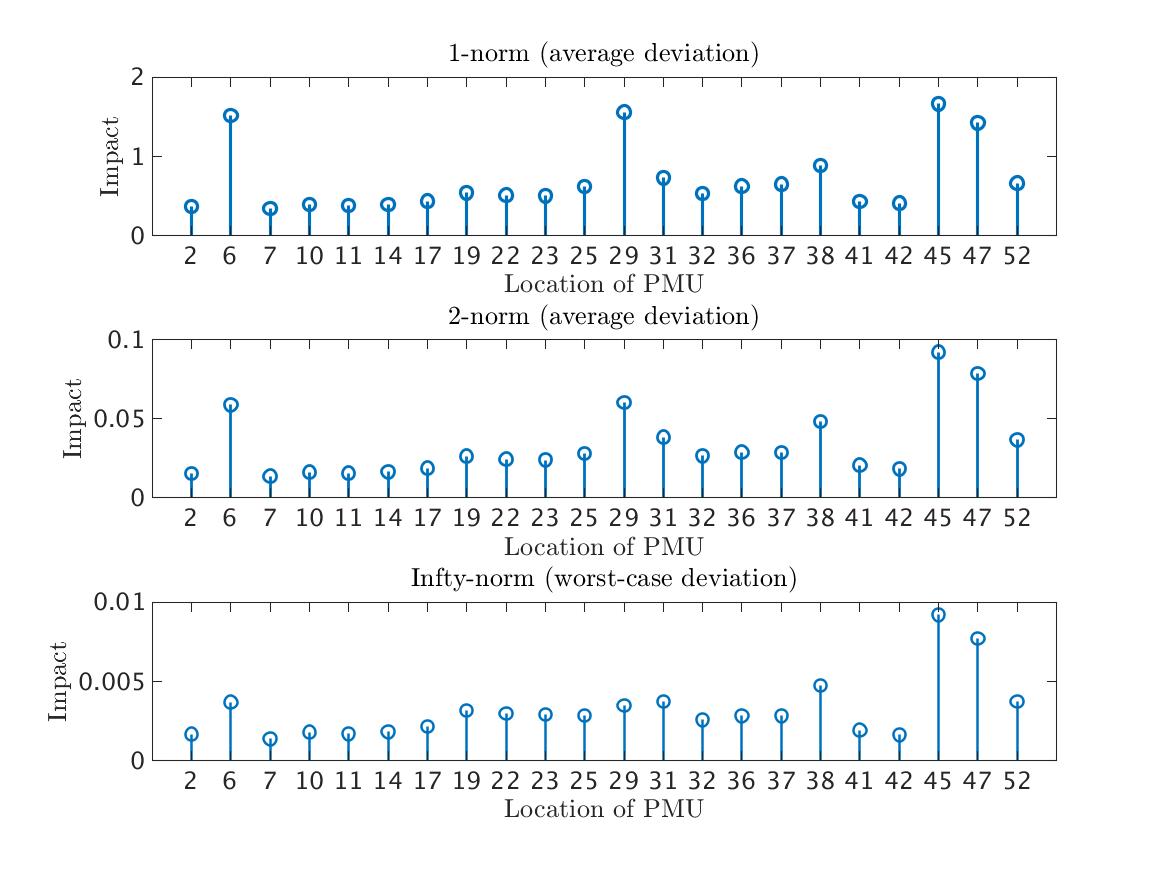 1-norm (average deviation)
2
1
0
Impact
2 6 7 10 11 14 17 19 22 23 25 29 31 32 36 37 38 41 42 45 47 52
Location of PMU
2-norm (average deviation)
0.1
0.05
0
Impact
2 6 7 10 11 14 17 19 22 23 25 29 31 32 36 37 38 41 42 45 47 52
Location of PMU
Infty-norm (worst-case deviation)
0.01
0.005
0
Impact
2 6 7 10 11 14 17 19 22 23 25 29 31 32 36 37 38 41 42 45 47 52
Location of PMU